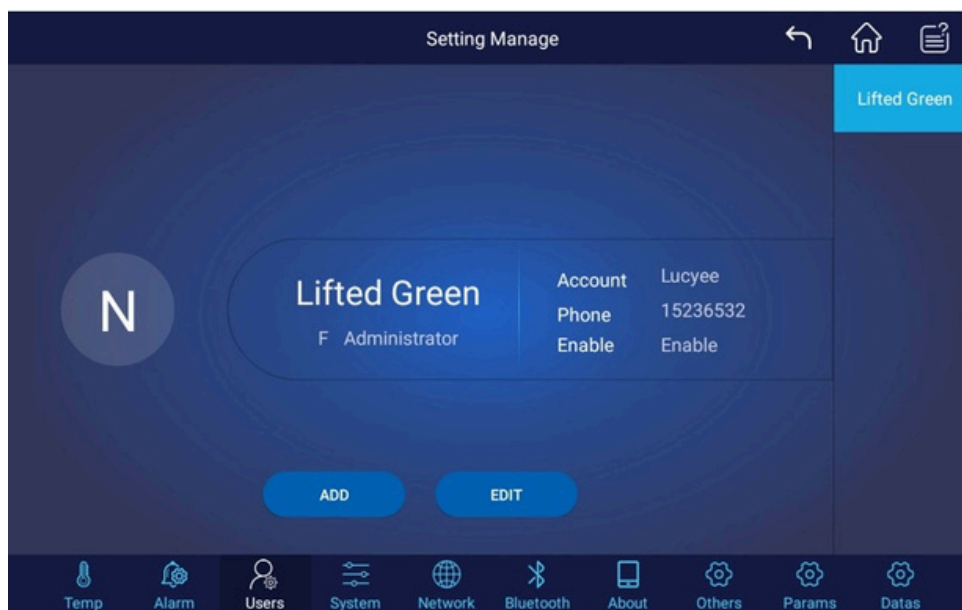 Setting Manage
Lifted Green
N
Lifted Green
F Administrator
Account Lucyee
Phone 15236532
Enable Enable
ADD EDIT
Temp Alarm Users System Network Bluetooth About Others Params Datas